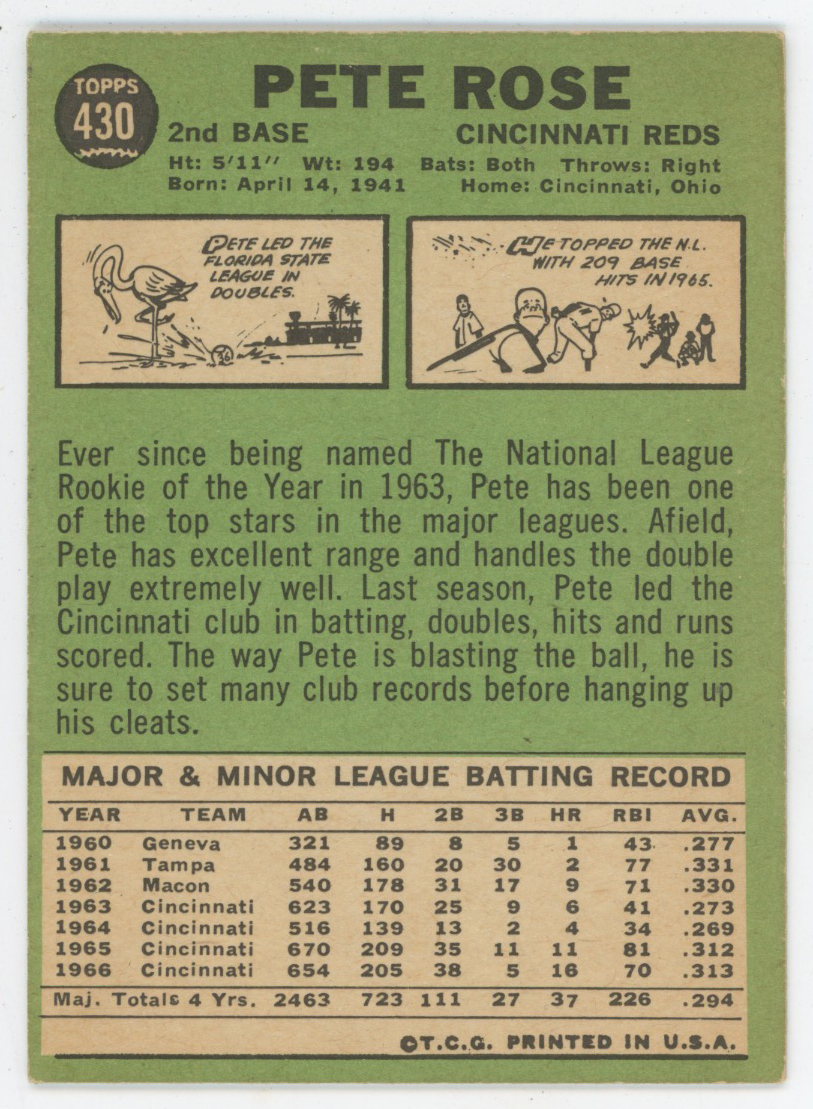 TOPPS
430
PETE ROSE
2nd BASE CINCINNATI REDS
Ht: 5'11" Wt: 194 Bats: Both Throws: Right
Born: April 14, 1941 Home: Cincinnati, Ohio
PETE LED THE
FLORIDA STATE
LEAGUE IN
DOUBLES.
36
HE TOPPED THE N.L.
WITH 209 BASE
HITS IN 1965.
Ever since being named The National League
Rookie of the Year in 1963, Pete has been one
of the top stars in the major leagues. Afield,
Pete has excellent range and handles the double
play extremely well. Last season, Pete led the
Cincinnati club in batting, doubles, hits and runs
scored. The way Pete is blasting the ball, he is
sure to set many club records before hanging up
his cleats.
MAJOR & MINOR LEAGUE BATTING RECORD
YEAR TEAM AB H 2B 3B HR RBI AVG.
1960 Geneva 321 89 8 5 1 43 .277
1961 Tampa 484 160 20 30 2 77 .331
1962 Macon 540 178 31 17 9 71 .330
1963 Cincinnati 623 170 25 9 6 41 .273
1964 Cincinnati 516 139 13 2 4 34 .269
1965 Cincinnati 670 209 35 11 11 81 .312
1966 Cincinnati 654 205 38 5 16 70 .313
Maj. Totals 4 Yrs. 2463 723 111 27 37 226 .294
©T.C.G. PRINTED IN U.S.A.